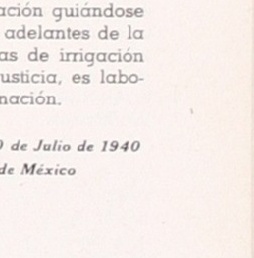 ación guiándose
adelantes de la
as de irrigación
usticia, es labo-
nación.
de Julio de 1940
de México